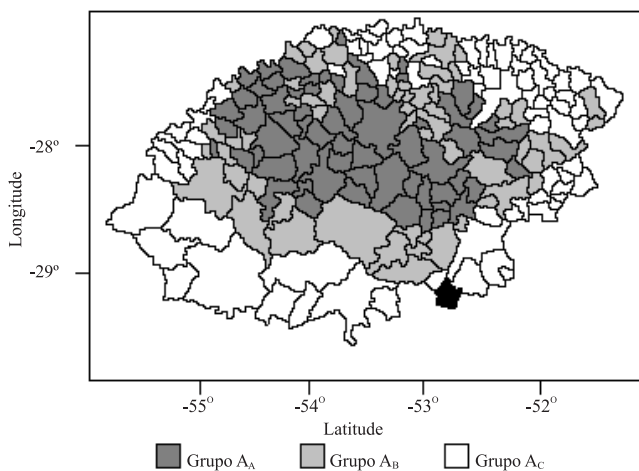 -28º
-29º
Longitude
-55º
-54º
-53º
-52º
Latitude
Grupo AA
Grupo AB
Grupo AC